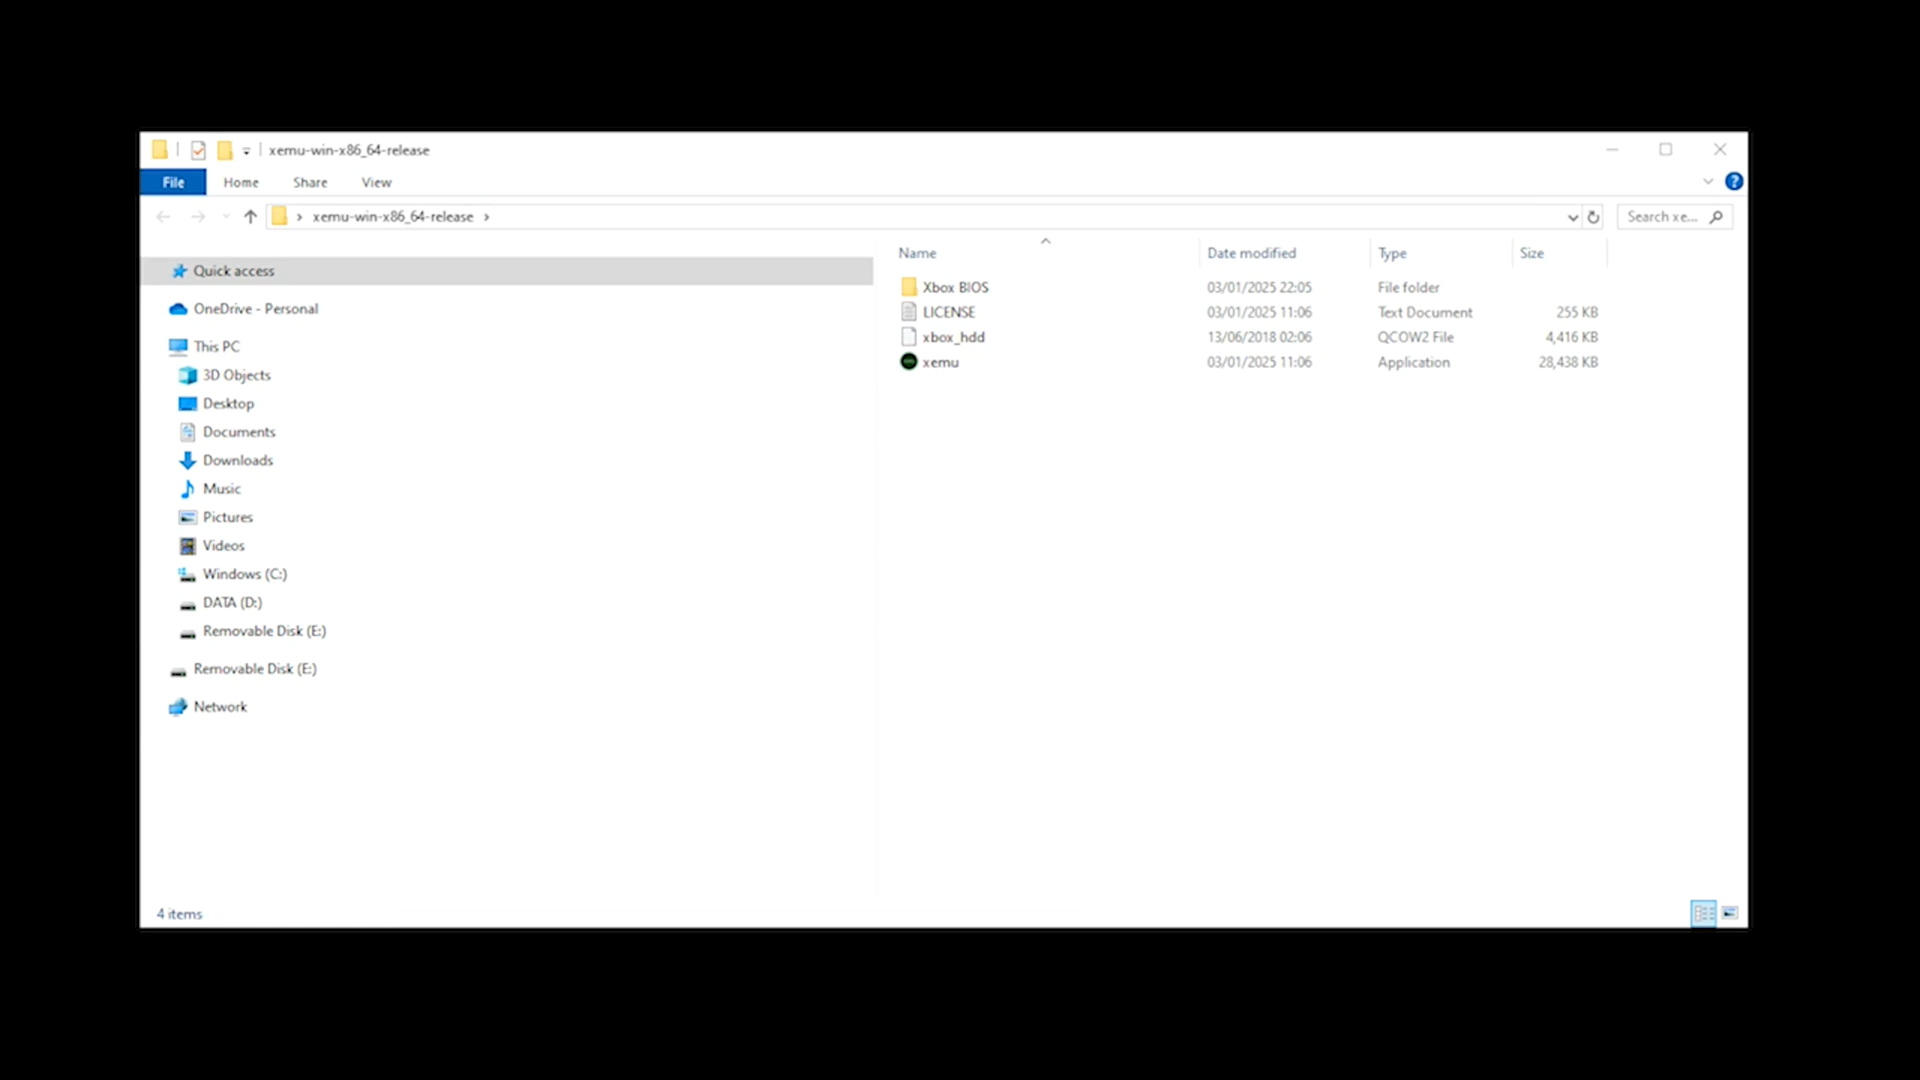 xemu-win-x86_64-release
File Home Share View
xemu-win-x86_64-release
Search xe...
Name Date modified Type Size
Quick access
OneDrive - Personal
This PC
3D Objects
Desktop
Documents
Downloads
Music
Pictures
Videos
Windows (C:)
DATA (D:)
Removable Disk (E:)
Removable Disk (E:)
Network
Xbox BIOS 03/01/2025 22:05 File folder
LICENSE 03/01/2025 11:06 Text Document 255 KB
xbox_hdd 13/06/2018 02:06 QCOW2 File 4,416 KB
xemu 03/01/2025 11:06 Application 28,438 KB
4 items